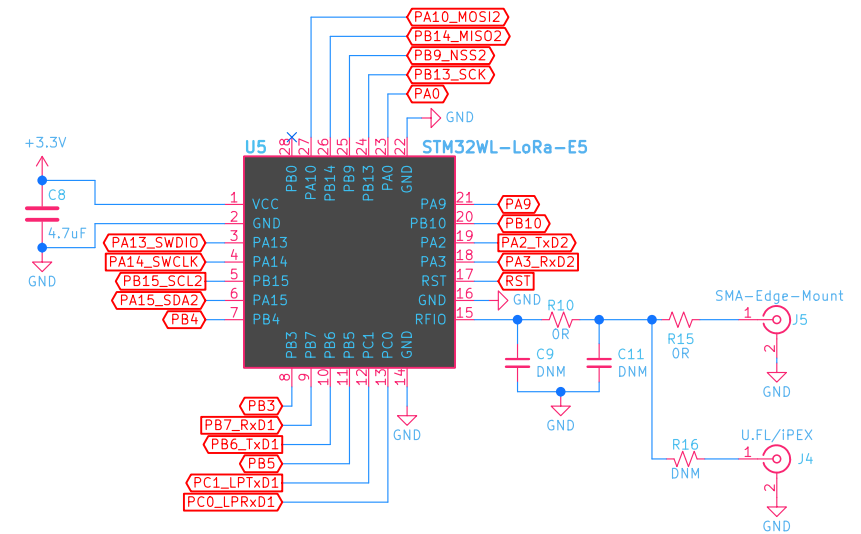 PA10_MOSI2
PB14_MISO2
PB9_NSS2
PB13_SCK
PA0
GND
U5
STM32WL-LoRa-E5
28 27 26 25 24 23 22
PB0 PA10 PB14 PB9 PB13 PA0 GND
+3.3V
C8
4.7uF
GND
1 VCC
2 GND
PA13_SWDIO 3 PA13
PA14_SWCLK 4 PA14
PB15_SCL2 5 PB15
PA15_SDA2 6 PA15
PB4 7 PB4
PA9 21 PA9
PB10 20 PB10
PA2 19 PA2_TxD2
PA3 18 PA3_RxD2
RST 17 RST
GND 16 GND
RFIO 15
PB3 PB7 PB6 PB5 PC1 PC0 GND
8 9 10 11 12 13 14
PB3
PB7_RxD1
PB6_TxD1
PB5
PC1_LPTxD1
PC0_LPRxD1
GND
R10
0R
C9
DNM
C11
DNM
GND
R15
0R
SMA-Edge-Mount
1
J5
2
GND
R16
DNM
U.FL/iPEX
1
J4
2
GND